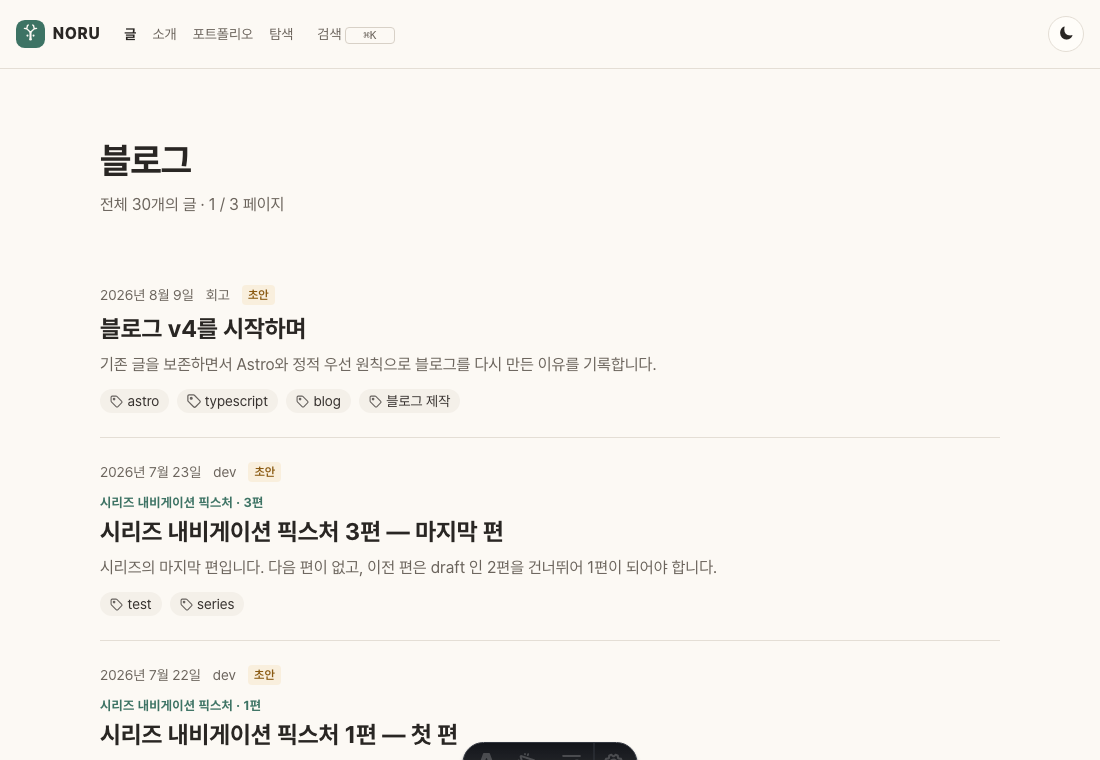 NORU 글 소개 포트폴리오 탐색 검색 ⌘K
블로그
전체 30개의 글 · 1 / 3 페이지
2026년 8월 9일 회고 초안
블로그 v4를 시작하며
기존 글을 보존하면서 Astro와 정적 우선 원칙으로 블로그를 다시 만든 이유를 기록합니다.
astro typescript blog 블로그 제작
2026년 7월 23일 dev 초안
시리즈 내비게이션 픽스처 · 3편
시리즈 내비게이션 픽스처 3편 — 마지막 편
시리즈의 마지막 편입니다. 다음 편이 없고, 이전 편은 draft 인 2편을 건너뛰어 1편이 되어야 합니다.
test series
2026년 7월 22일 dev 초안
시리즈 내비게이션 픽스처 · 1편
시리즈 내비게이션 픽스처 1편 — 첫 편